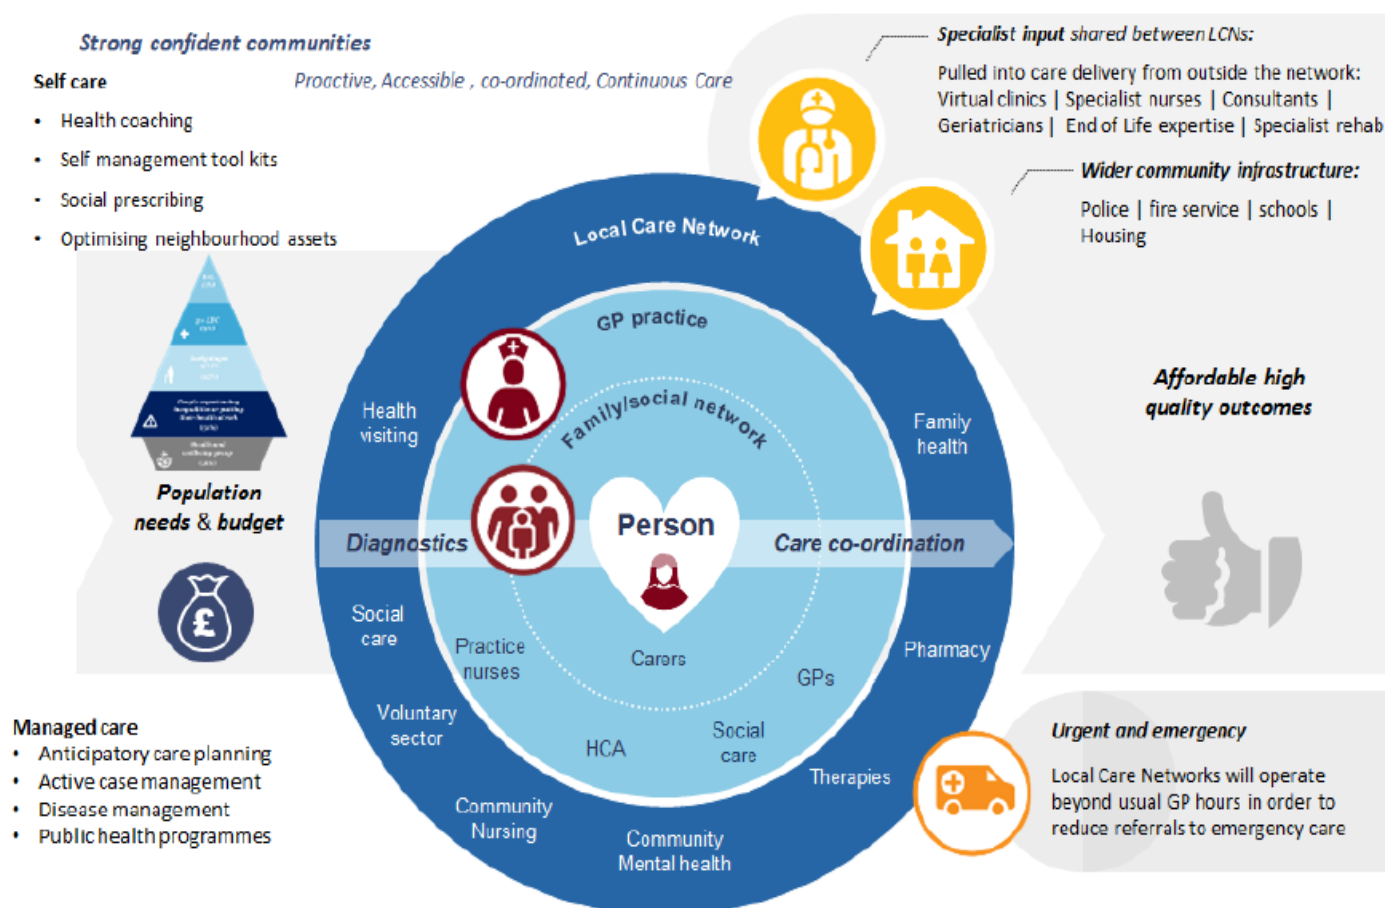 Strong confident communities
Self care
Proactive, Accessible , co-ordinated, Continuous Care
• Health coaching
• Self management tool kits
• Social prescribing
• Optimising neighbourhood assets
Specialist input shared between LCNs:
Pulled into care delivery from outside the network:
Virtual clinics | Specialist nurses | Consultants |
Geriatricians | End of Life expertise | Specialist rehab
Wider community infrastructure:
Police | fire service | schools |
Housing
Local Care Network
GP practice
Family/social network
Health
visiting
Family
health
Affordable high
quality outcomes
Population
needs & budget
£
Diagnostics
Person
Care co-ordination
Social
care
Practice
nurses
Carers
GPs
Pharmacy
Voluntary
sector
HCA
Social
care
Therapies
Community
Nursing
Community
Mental health
Managed care
• Anticipatory care planning
• Active case management
• Disease management
• Public health programmes
Urgent and emergency
Local Care Networks will operate
beyond usual GP hours in order to
reduce referrals to emergency care